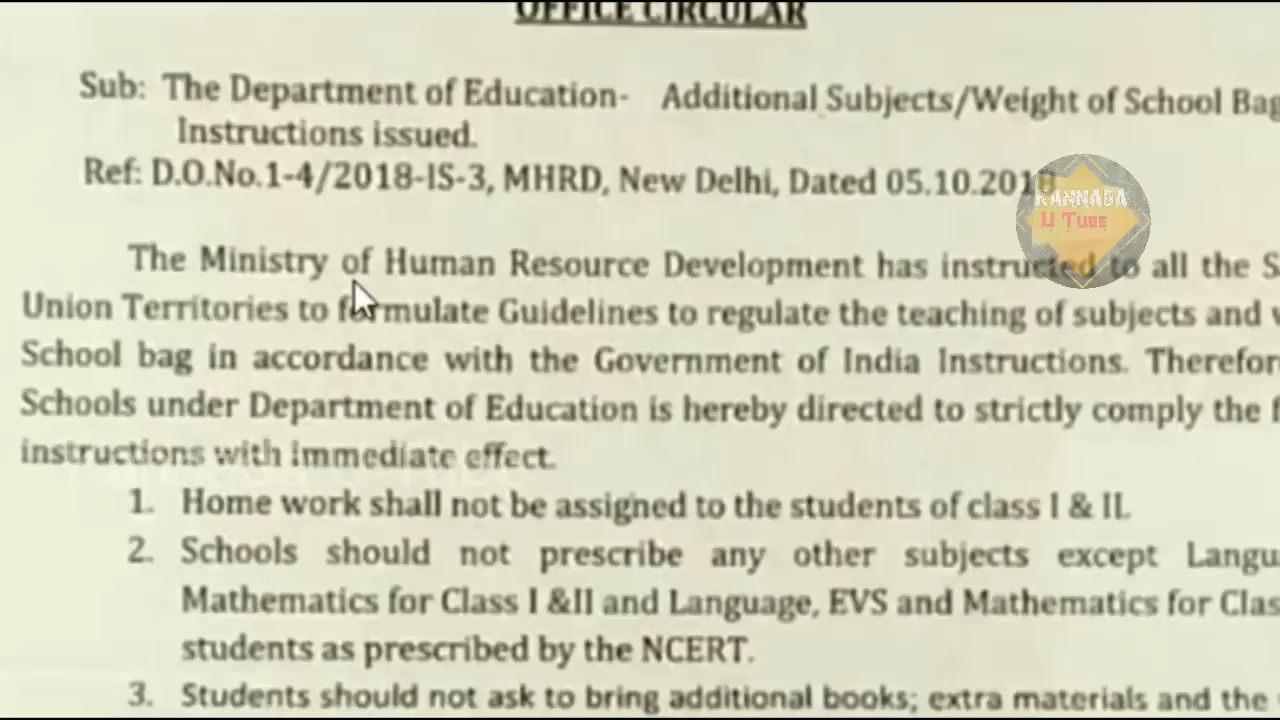 OFFICE CIRCULAR
Sub: The Department of Education- Additional Subjects/Weight of School Bag
Instructions issued.
Ref: D.O.No.1-4/2018-IS-3, MHRD, New Delhi, Dated 05.10.201
KANNADA
U TUBE
The Ministry of Human Resource Development has instructed to all the S
Union Territories to formulate Guidelines to regulate the teaching of subjects and
School bag in accordance with the Government of India Instructions. Therefor
Schools under Department of Education is hereby directed to strictly comply the f
instructions with immediate effect.
1. Home work shall not be assigned to the students of class I & II.
2. Schools should not prescribe any other subjects except Langu
Mathematics for Class I &II and Language, EVS and Mathematics for Clas
students as prescribed by the NCERT.
3. Students should not ask to bring additional books; extra materials and the